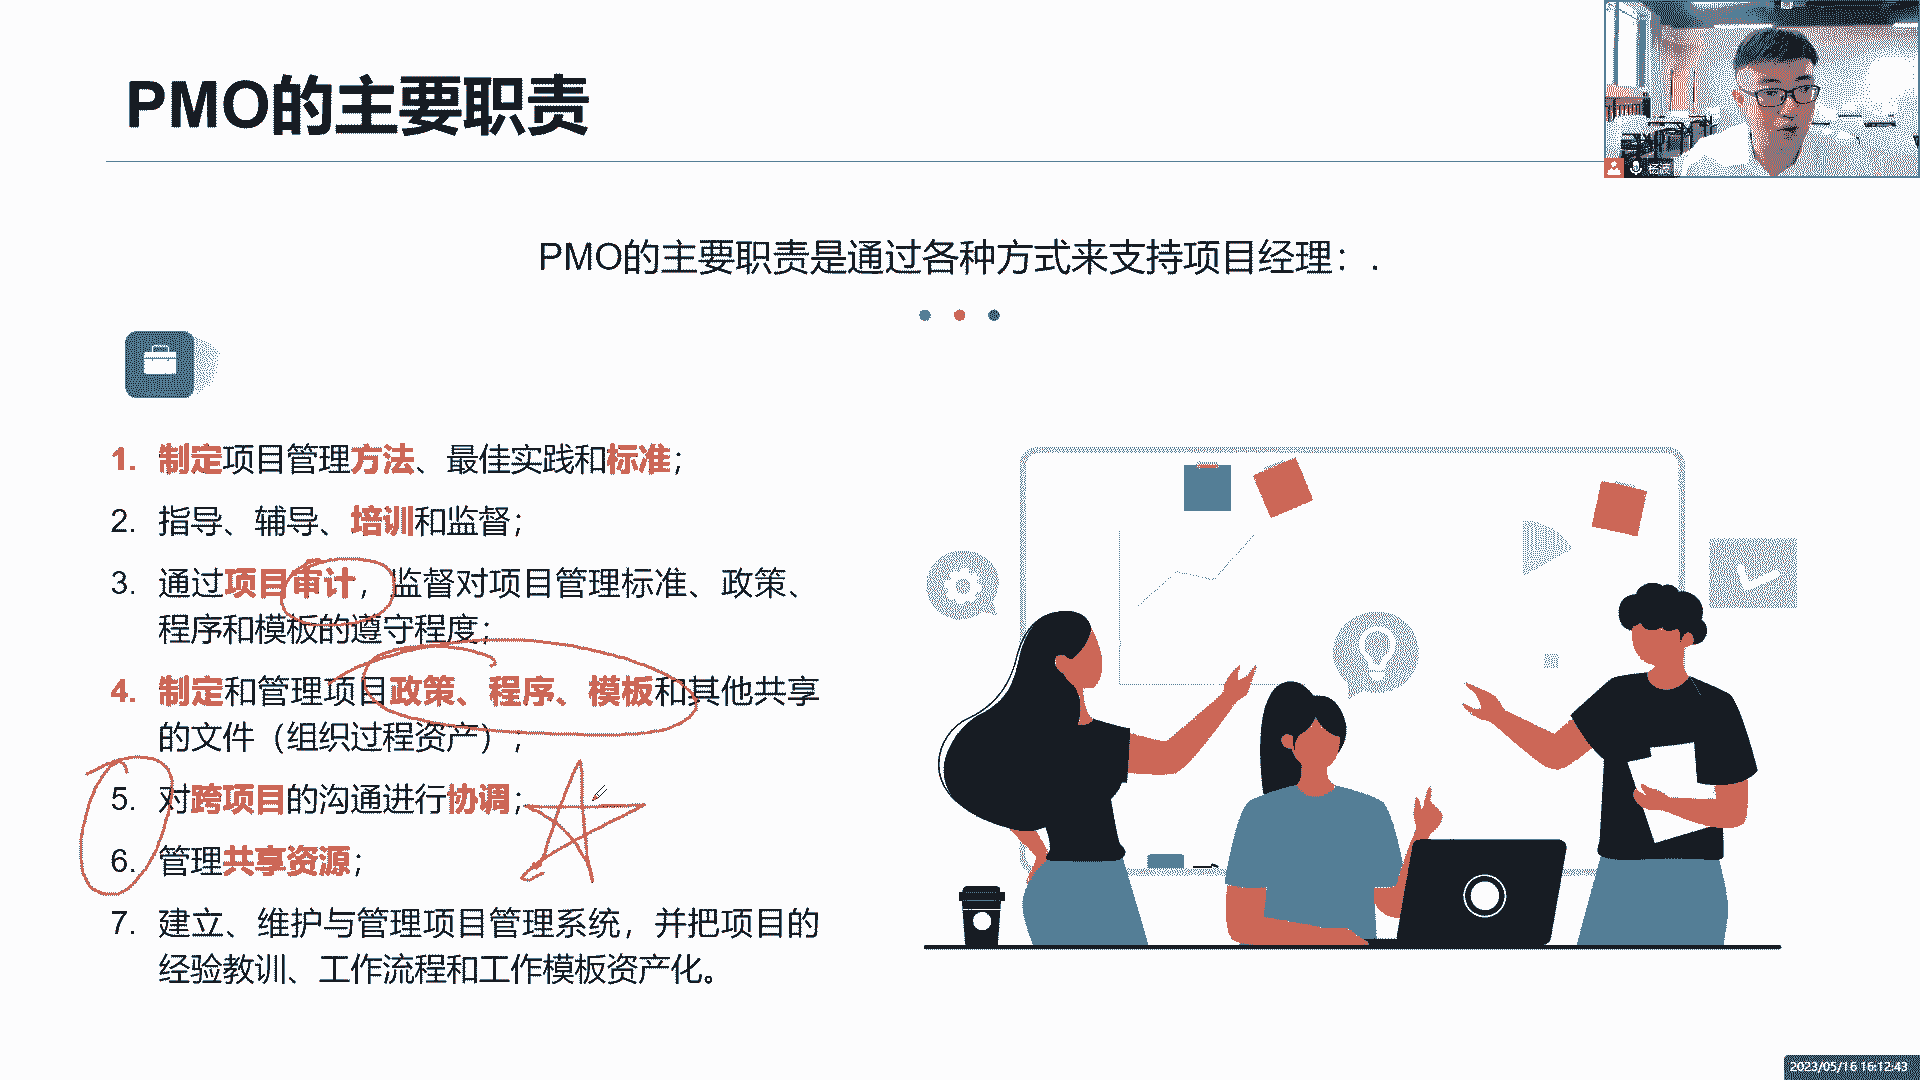 PMO的主要职责
PMO的主要职责是通过各种方式来支持项目经理：.
1. 制定项目管理方法、最佳实践和标准；
2. 指导、辅导、培训和监督；
3. 通过项目审计，监督对项目管理标准、政策、
程序和模板的遵守程度；
4. 制定和管理项目政策、程序、模板和其他共享
的文件（组织过程资产）；
5. 对跨项目的沟通进行协调；
6. 管理共享资源；
7. 建立、维护与管理项目管理系统，并把项目的
经验教训、工作流程和工作模板资产化。
2023/05/16 16:12:43